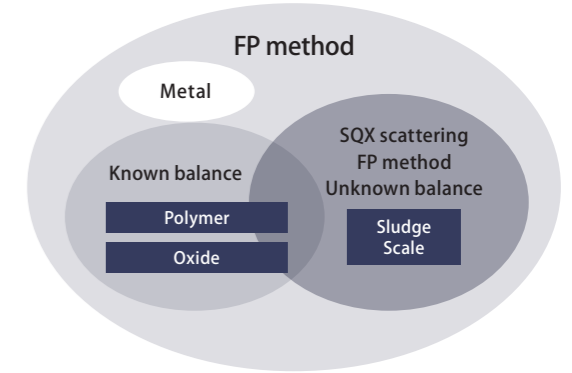 FP method
Metal
SQX scattering
FP method
Unknown balance
Known balance
Polymer
Oxide
Sludge
Scale